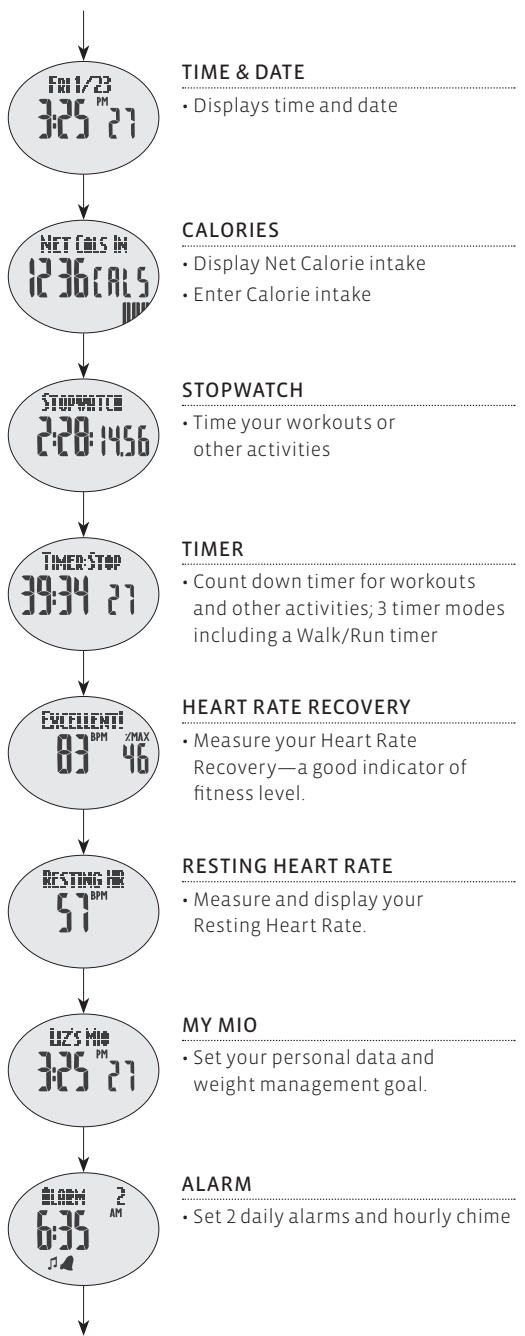 FRI 1/23
3:25 PM 27
TIME & DATE
• Displays time and date
NET CALS IN
1236CALS
CALORIES
• Display Net Calorie intake
• Enter Calorie intake
STOPWATCH
2:28:14.56
STOPWATCH
• Time your workouts or
other activities
TIMER:STOP
39:34 27
TIMER
• Count down timer for workouts
and other activities; 3 timer modes
including a Walk/Run timer
EXCELLENT!
83 BPM 46 %MAX
HEART RATE RECOVERY
• Measure your Heart Rate
Recovery—a good indicator of
fitness level.
RESTING HR
57 BPM
RESTING HEART RATE
• Measure and display your
Resting Heart Rate.
LIZ'S MIO
3:25 PM 27
MY MIO
• Set your personal data and
weight management goal.
ALARM 2
6:35 AM
ALARM
• Set 2 daily alarms and hourly chime